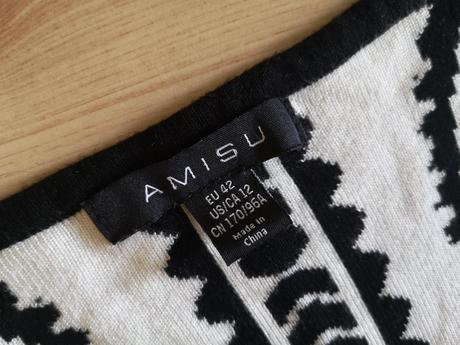 AMISU
EU 42
US/CA 12
CN 170/96A
Made in
China